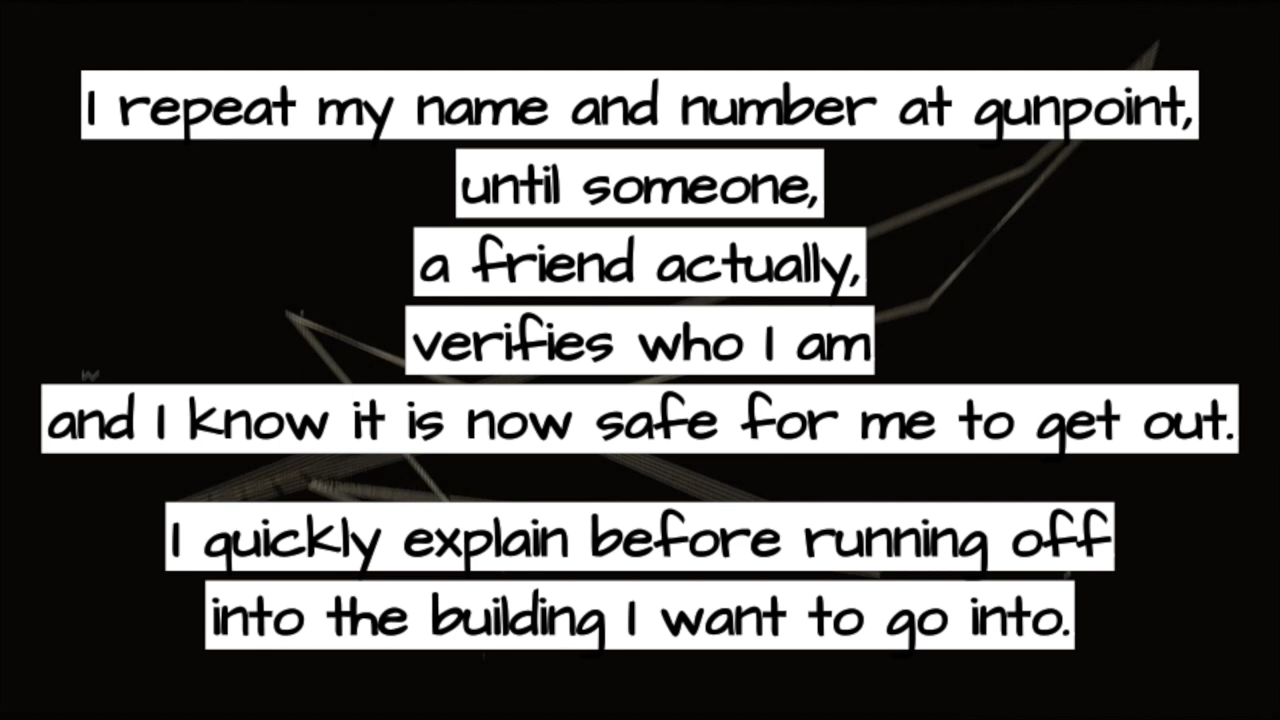 I repeat my name and number at gunpoint,
until someone,
a friend actually,
verifies who I am
and I know it is now safe for me to get out.
I quickly explain before running off
into the building I want to go into.